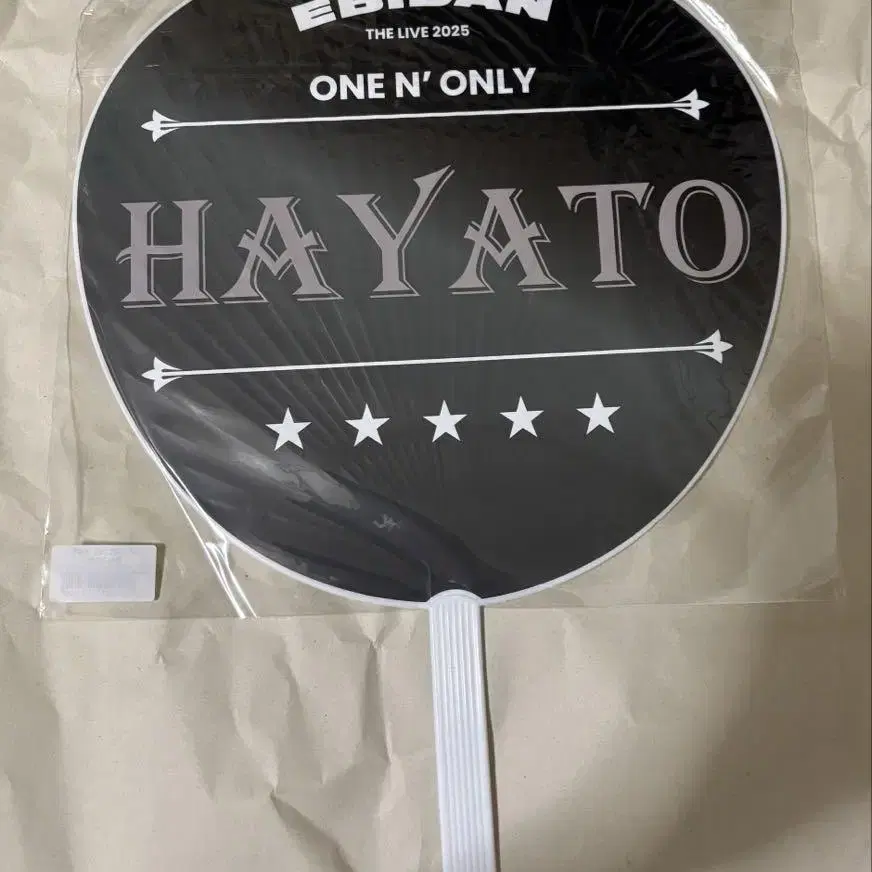 EBiDAN
THE LIVE 2025
ONE N' ONLY
HAYATO